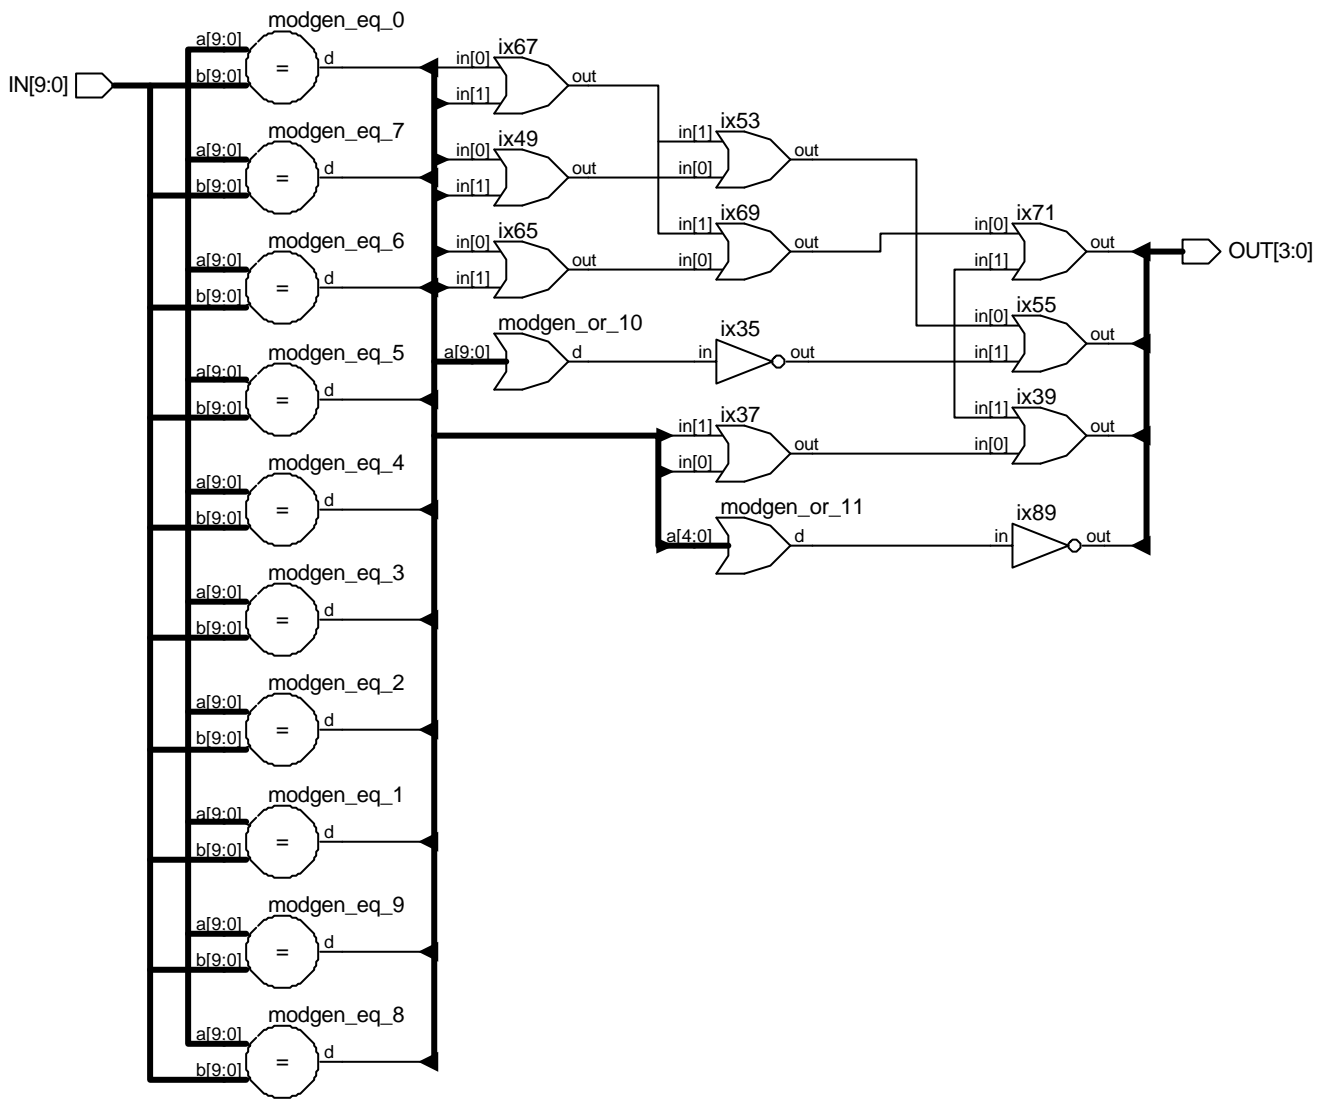 modgen_eq_0
a[9:0]
b[9:0]
=
d
IN[9:0]
modgen_eq_7
a[9:0]
b[9:0]
=
d
modgen_eq_6
a[9:0]
b[9:0]
=
d
modgen_eq_5
a[9:0]
b[9:0]
=
d
modgen_eq_4
a[9:0]
b[9:0]
=
d
modgen_eq_3
a[9:0]
b[9:0]
=
d
modgen_eq_2
a[9:0]
b[9:0]
=
d
modgen_eq_1
a[9:0]
b[9:0]
=
d
modgen_eq_9
a[9:0]
b[9:0]
=
d
modgen_eq_8
a[9:0]
b[9:0]
=
d
ix67
in[0]
in[1]
out
ix49
in[0]
in[1]
out
ix65
in[0]
in[1]
out
modgen_or_10
a[9:0]
d
ix53
in[1]
in[0]
out
ix69
in[1]
in[0]
out
ix35
in
out
ix37
in[1]
in[0]
out
modgen_or_11
a[4:0]
d
ix71
in[0]
in[1]
out
ix55
in[0]
in[1]
out
ix39
in[1]
in[0]
out
ix89
in
out
OUT[3:0]